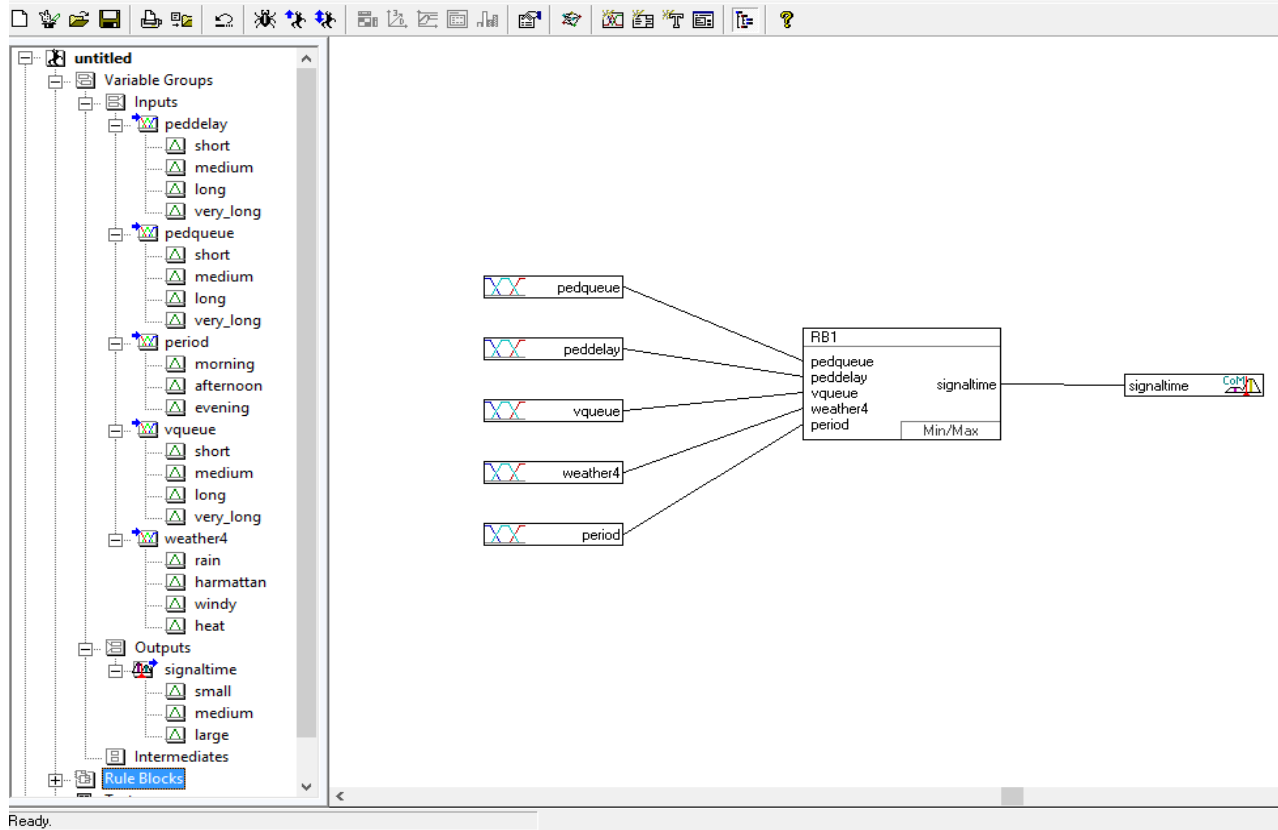 untitled
Variable Groups
Inputs
peddelay
short
medium
long
very_long
pedqueue
short
medium
long
very_long
period
morning
afternoon
evening
vqueue
short
medium
long
very_long
weather4
rain
harmattan
windy
heat
Outputs
signaltime
small
medium
large
Intermediates
Rule Blocks
Ready.
pedqueue
peddelay
vqueue
weather4
period
RB1
pedqueue
peddelay
vqueue
weather4
period
signaltime
Min/Max
signaltime
CoM